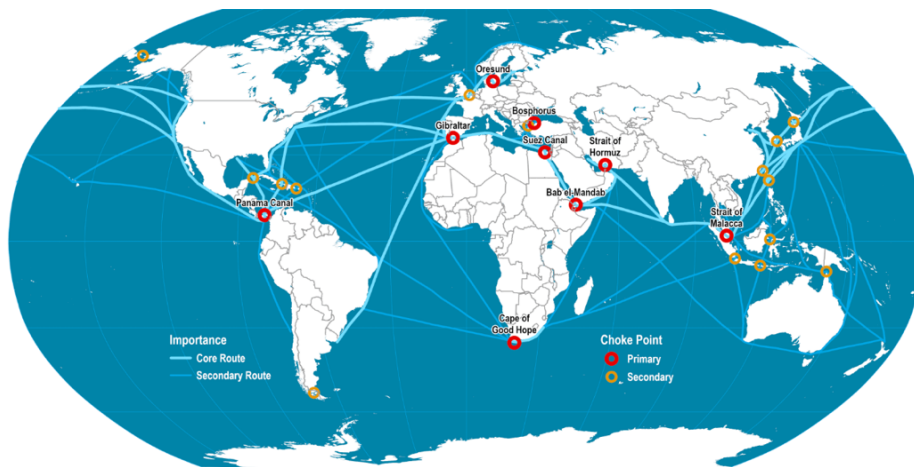 Oresund
Bosphorus
Gibraltar
Suez Canal
Strait of
Hormuz
Panama Canal
Bab el-Mandab
Strait of
Malacca
Cape of
Good Hope
Importance
Core Route
Secondary Route
Choke Point
Primary
Secondary